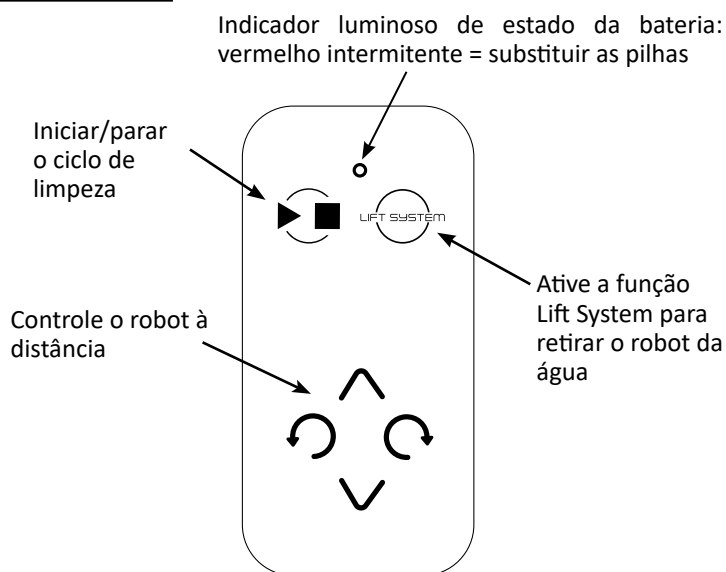 Indicador luminoso de estado da bateria:
vermelho intermitente = substituir as pilhas
Iniciar/parar
o ciclo de
limpeza
LIFT SYSTEM
Ative a função
Lift System para
retirar o robot da
água
Controle o robot à
distância